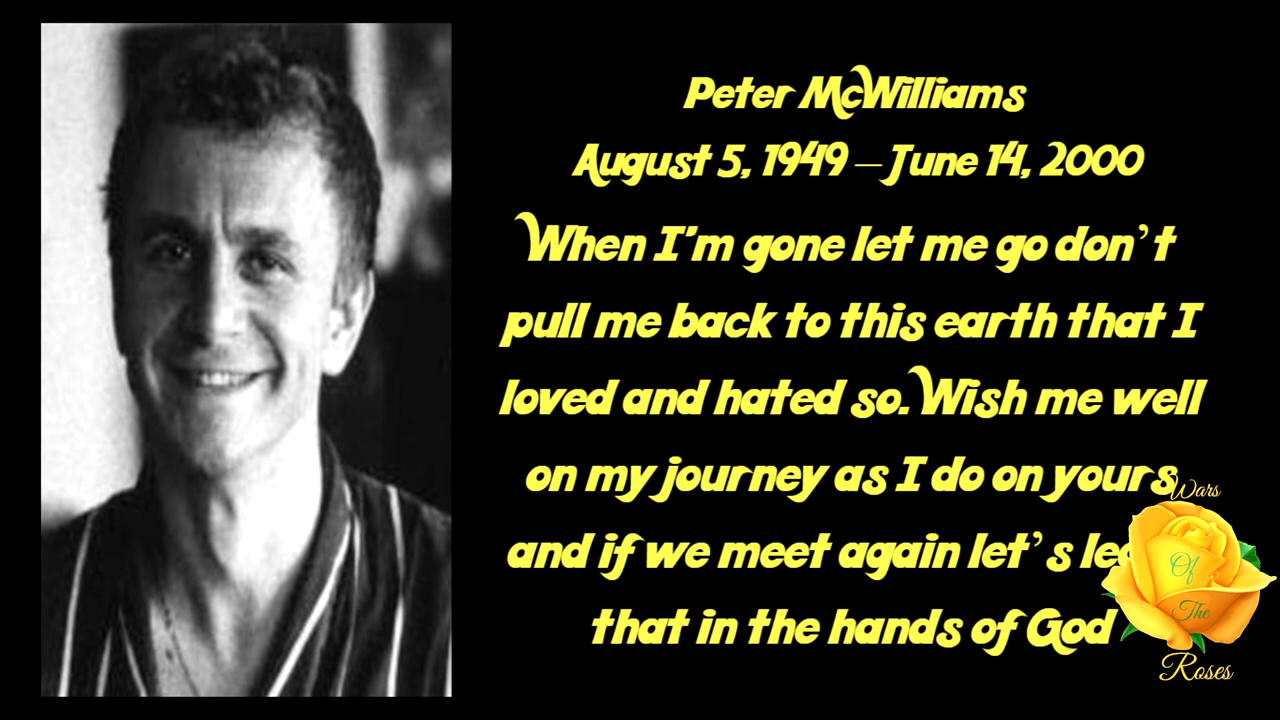 Peter McWilliams
August 5, 1949 – June 14, 2000
When I'm gone let me go don't
pull me back to this earth that I
loved and hated so. Wish me well
on my journey as I do on yours
and if we meet again let's
that in the hands of God
Wars
Of
The
Roses